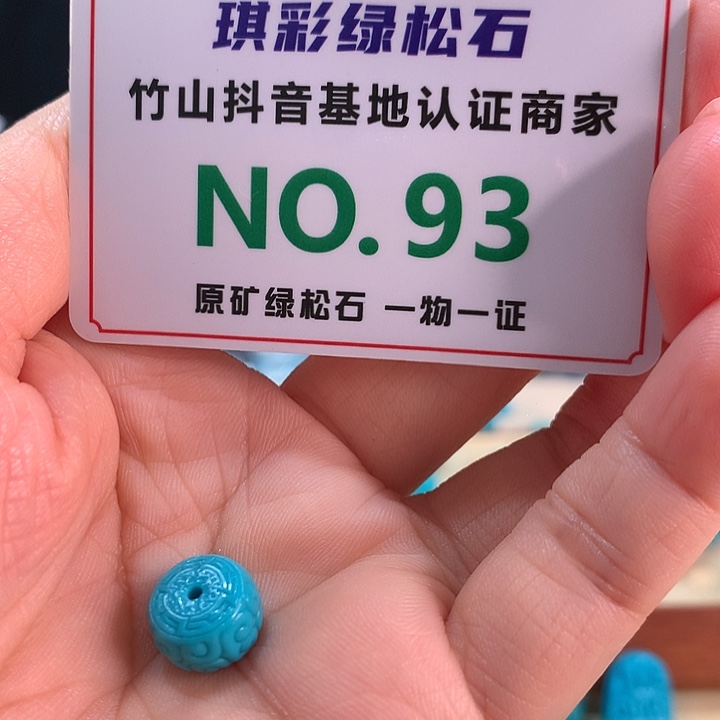 琪彩绿松石
竹山抖音基地认证商家
NO.93
原矿绿松石 一物一证